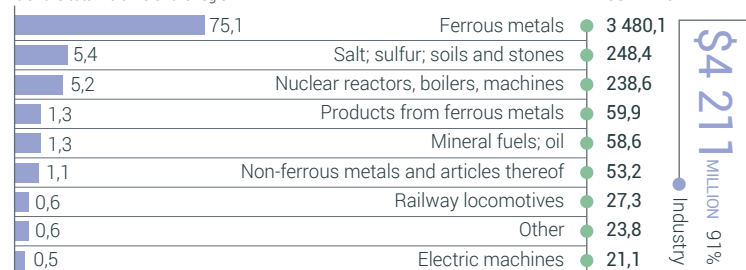 75,1 Ferrous metals 3 480,1
5,4 Salt; sulfur; soils and stones 248,4
5,2 Nuclear reactors, boilers, machines 238,6
1,3 Products from ferrous metals 59,9
1,3 Mineral fuels; oil 58,6
1,1 Non-ferrous metals and articles thereof 53,2
0,6 Railway locomotives 27,3
0,6 Other 23,8
0,5 Electric machines 21,1
$4 211 MILLION 91%
Industry